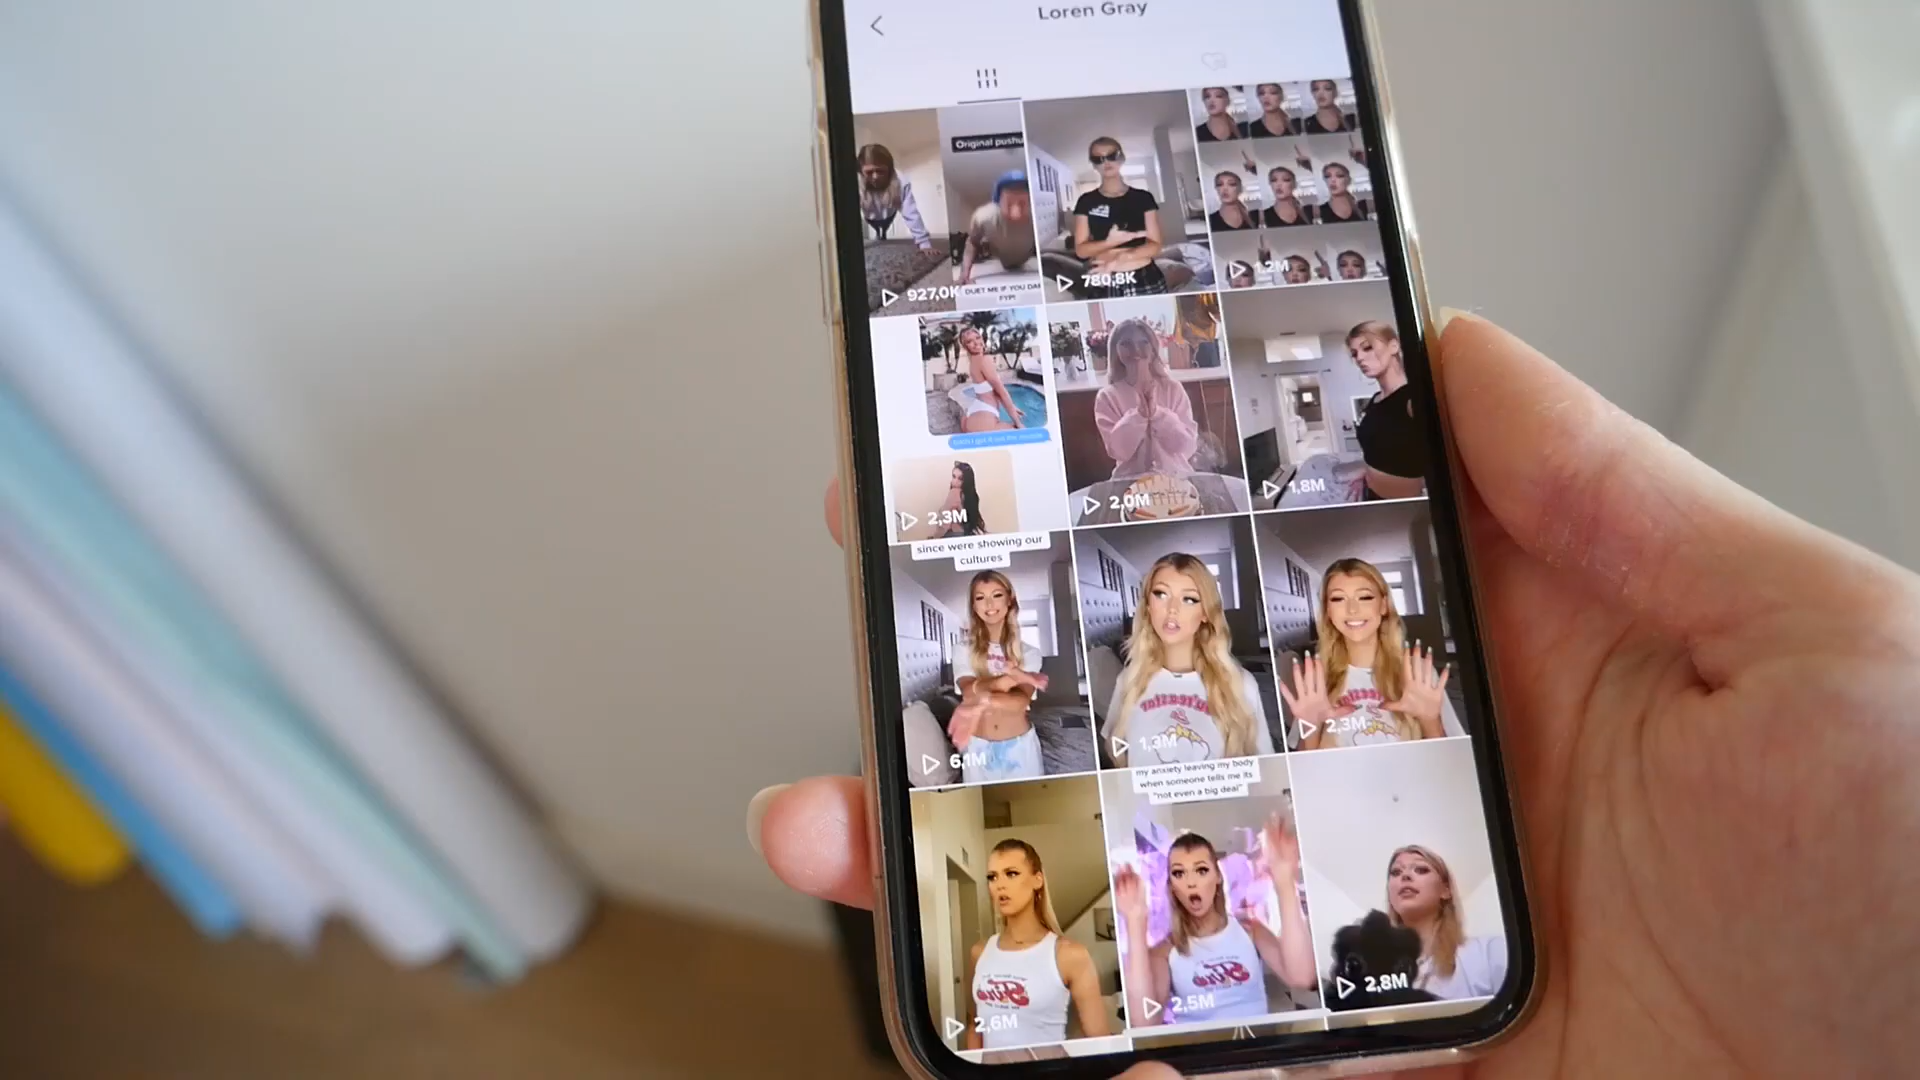 Loren Gray
Original pushu
927,0K
DUET ME IF YOU DAR
FYP!
780,8K
1,2M
2,3M
2,0M
1,8M
since were showing our
cultures
6,1M
1,3M
2,3M
my anxiety leaving my body
when someone tells me its
"not even a big deal"
2,6M
2,5M
2,8M